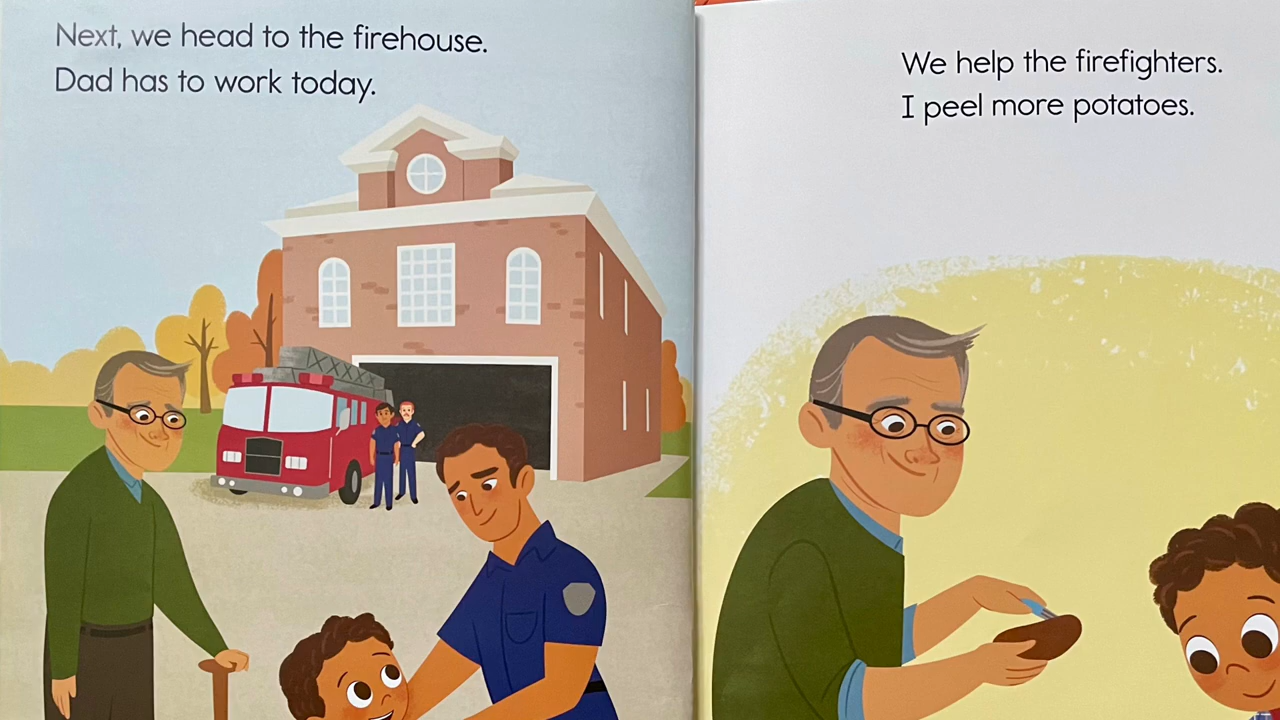 Next, we head to the firehouse.
Dad has to work today.
We help the firefighters.
I peel more potatoes.